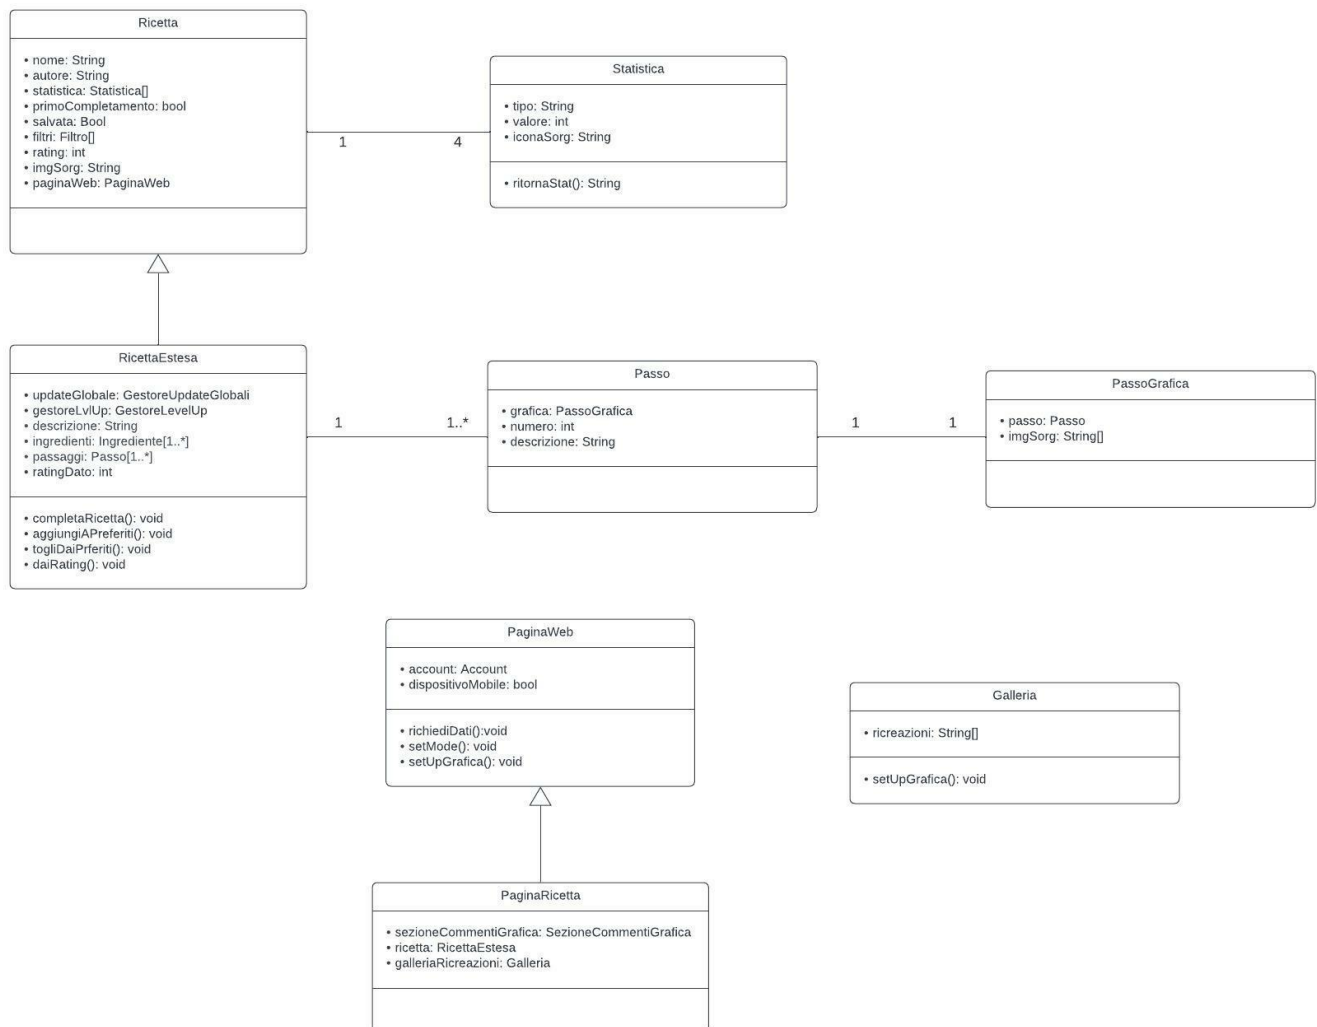 Ricetta
• nome: String
• autore: String
• statistica: Statistica[]
• primoCompletamento: bool
• salvata: Bool
• filtri: Filtro[]
• rating: int
• imgSorg: String
• paginaWeb: PaginaWeb
Statistica
• tipo: String
• valore: int
• iconaSorg: String
• ritornaStat(): String
1
4
RicettaEstesa
• updateGlobale: GestoreUpdateGlobali
• gestoreLvlUp: GestoreLevelUp
• descrizione: String
• ingredienti: Ingrediente[1..*]
• passaggi: Passo[1..*]
• ratingDato: int
• completaRicetta(): void
• aggiungiAPreferiti(): void
• togliDaiPrferiti(): void
• daiRating(): void
1
1..*
Passo
• grafica: PassoGrafica
• numero: int
• descrizione: String
1
1
PassoGrafica
• passo: Passo
• imgSorg: String[]
PaginaWeb
• account: Account
• dispositivoMobile: bool
• richiediDati():void
• setMode(): void
• setUpGrafica(): void
Galleria
• ricreazioni: String[]
• setUpGrafica(): void
PaginaRicetta
• sezioneCommentiGrafica: SezioneCommentiGrafica
• ricetta: RicettaEstesa
• galleriaRicreazioni: Galleria